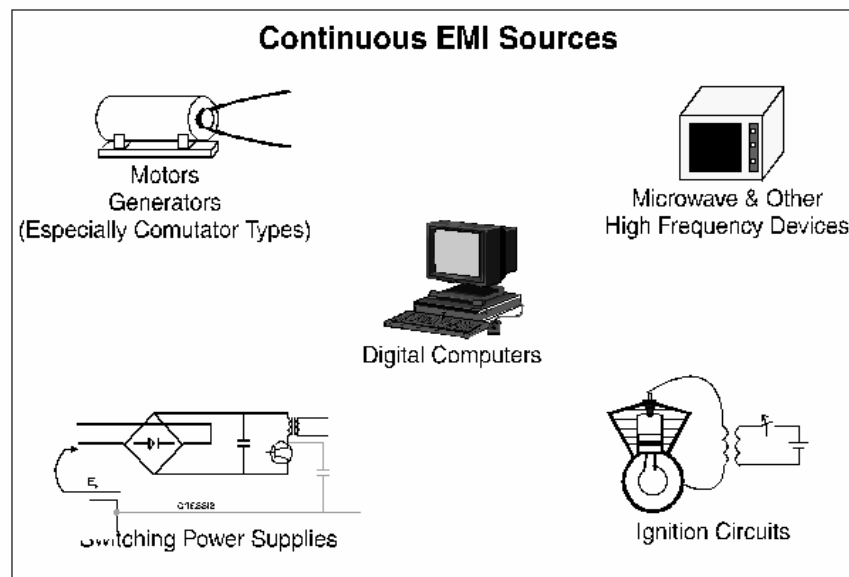 Continuous EMI Sources
Motors
Generators
(Especially Comutator Types)
Microwave & Other
High Frequency Devices
Digital Computers
Switching Power Supplies
Ignition Circuits